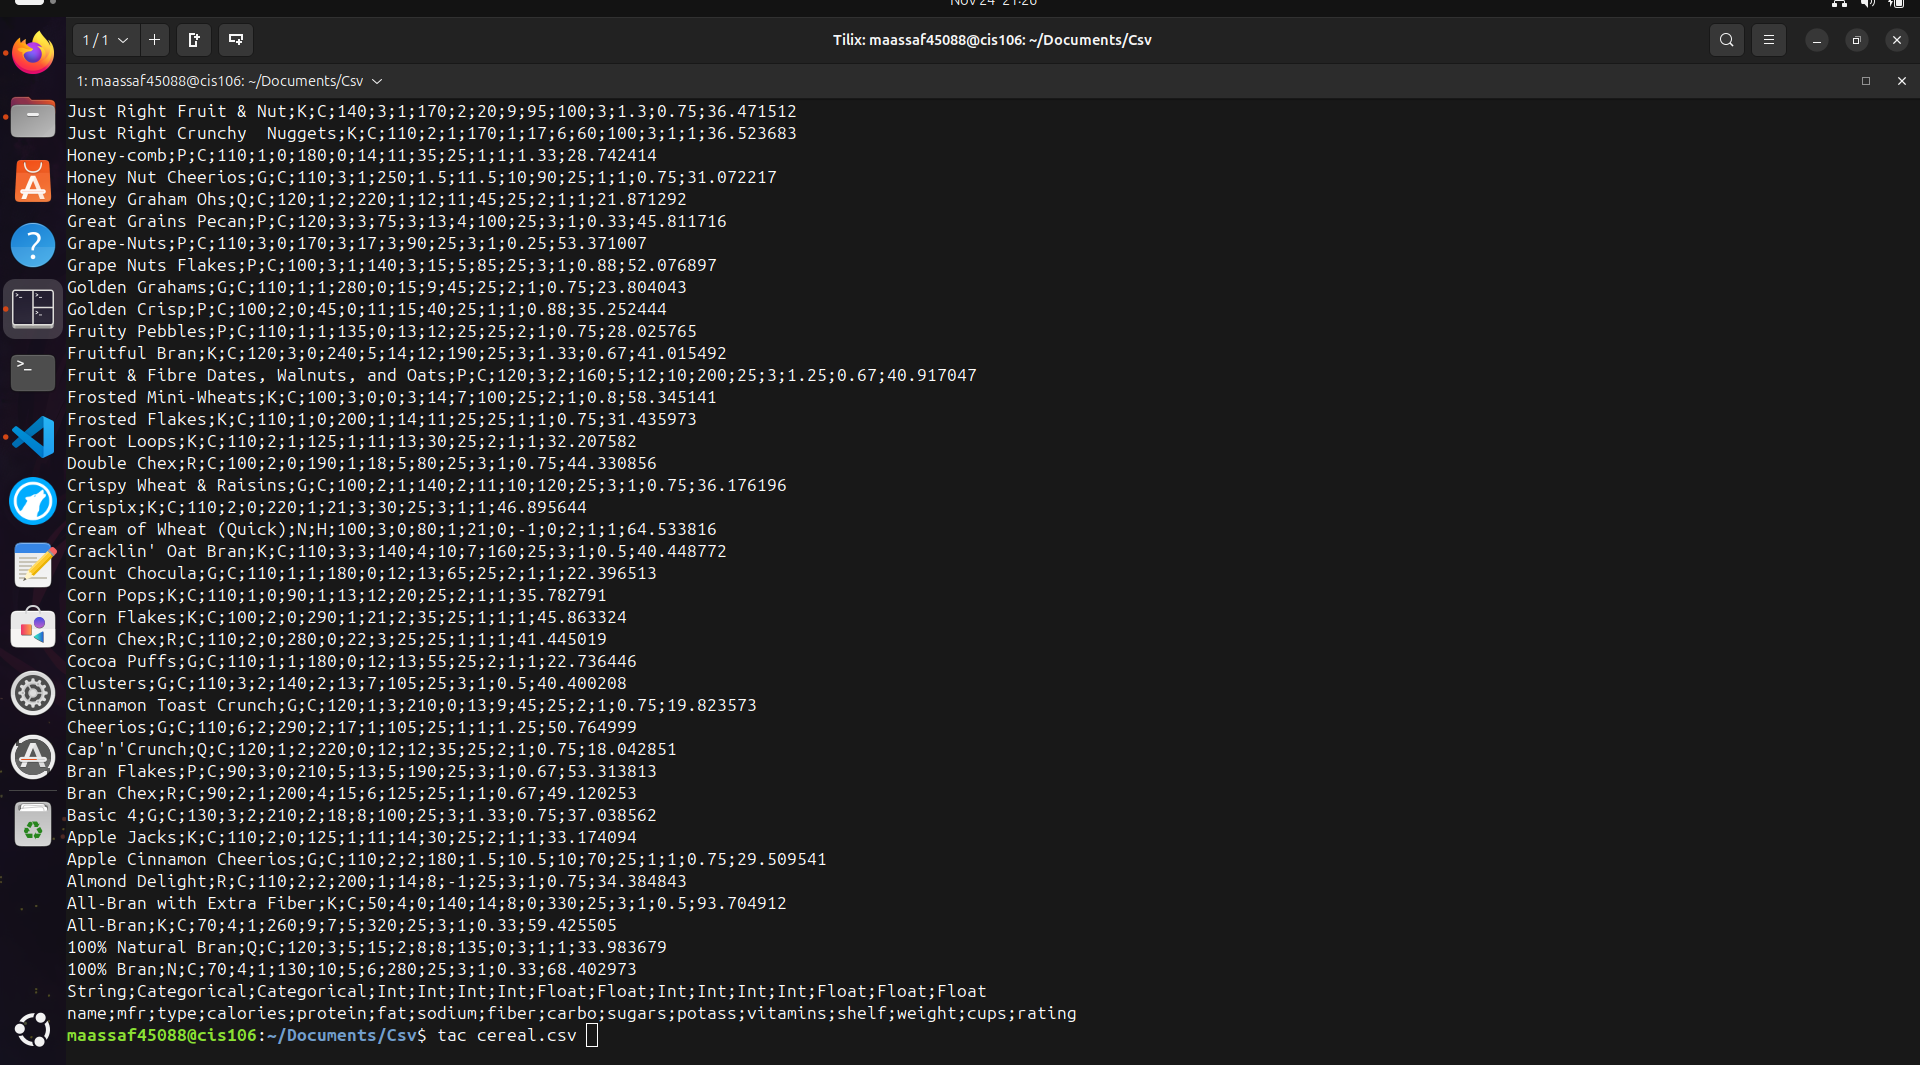 Nov 24 21:26
1 / 1
Tilix: maassaf45088@cis106: ~/Documents/Csv
1: maassaf45088@cis106: ~/Documents/Csv
Just Right Fruit & Nut;K;C;140;3;1;170;2;20;9;95;100;3;1.3;0.75;36.471512
Just Right Crunchy  Nuggets;K;C;110;2;1;170;1;17;6;60;100;3;1;1;36.523683
Honey-comb;P;C;110;1;0;180;0;14;11;35;25;1;1;1.33;28.742414
Honey Nut Cheerios;G;C;110;3;1;250;1.5;11.5;10;90;25;1;1;0.75;31.072217
Honey Graham Ohs;Q;C;120;1;2;220;1;12;11;45;25;2;1;1;21.871292
Great Grains Pecan;P;C;120;3;3;75;3;13;4;100;25;3;1;0.33;45.811716
Grape-Nuts;P;C;110;3;0;170;3;17;3;90;25;3;1;0.25;53.371007
Grape Nuts Flakes;P;C;100;3;1;140;3;15;5;85;25;3;1;0.88;52.076897
Golden Grahams;G;C;110;1;1;280;0;15;9;45;25;2;1;0.75;23.804043
Golden Crisp;P;C;100;2;0;45;0;11;15;40;25;1;1;0.88;35.252444
Fruity Pebbles;P;C;110;1;1;135;0;13;12;25;25;2;1;0.75;28.025765
Fruitful Bran;K;C;120;3;0;240;5;14;12;190;25;3;1.33;0.67;41.015492
Fruit & Fibre Dates, Walnuts, and Oats;P;C;120;3;2;160;5;12;10;200;25;3;1.25;0.67;40.917047
Frosted Mini-Wheats;K;C;100;3;0;0;3;14;7;100;25;2;1;0.8;58.345141
Frosted Flakes;K;C;110;1;0;200;1;14;11;25;25;1;1;0.75;31.435973
Froot Loops;K;C;110;2;1;125;1;11;13;30;25;2;1;1;32.207582
Double Chex;R;C;100;2;0;190;1;18;5;80;25;3;1;0.75;44.330856
Crispy Wheat & Raisins;G;C;100;2;1;140;2;11;10;120;25;3;1;0.75;36.176196
Crispix;K;C;110;2;0;220;1;21;3;30;25;3;1;1;46.895644
Cream of Wheat (Quick);N;H;100;3;0;80;1;21;0;-1;0;2;1;1;64.533816
Cracklin' Oat Bran;K;C;110;3;3;140;4;10;7;160;25;3;1;0.5;40.448772
Count Chocula;G;C;110;1;1;180;0;12;13;65;25;2;1;1;22.396513
Corn Pops;K;C;110;1;0;90;1;13;12;20;25;2;1;1;35.782791
Corn Flakes;K;C;100;2;0;290;1;21;2;35;25;1;1;1;45.863324
Corn Chex;R;C;110;2;0;280;0;22;3;25;25;1;1;1;41.445019
Cocoa Puffs;G;C;110;1;1;180;0;12;13;55;25;2;1;1;22.736446
Clusters;G;C;110;3;2;140;2;13;7;105;25;3;1;0.5;40.400208
Cinnamon Toast Crunch;G;C;120;1;3;210;0;13;9;45;25;2;1;0.75;19.823573
Cheerios;G;C;110;6;2;290;2;17;1;105;25;1;1;1.25;50.764999
Cap'n'Crunch;Q;C;120;1;2;220;0;12;12;35;25;2;1;0.75;18.042851
Bran Flakes;P;C;90;3;0;210;5;13;5;190;25;3;1;0.67;53.313813
Bran Chex;R;C;90;2;1;200;4;15;6;125;25;1;1;0.67;49.120253
Basic 4;G;C;130;3;2;210;2;18;8;100;25;3;1.33;0.75;37.038562
Apple Jacks;K;C;110;2;0;125;1;11;14;30;25;2;1;1;33.174094
Apple Cinnamon Cheerios;G;C;110;2;2;180;1.5;10.5;10;70;25;1;1;0.75;29.509541
Almond Delight;R;C;110;2;2;200;1;14;8;-1;25;3;1;0.75;34.384843
All-Bran with Extra Fiber;K;C;50;4;0;140;14;8;0;330;25;3;1;0.5;93.704912
All-Bran;K;C;70;4;1;260;9;7;5;320;25;3;1;0.33;59.425505
100% Natural Bran;Q;C;120;3;5;15;2;8;8;135;0;3;1;1;33.983679
100% Bran;N;C;70;4;1;130;10;5;6;280;25;3;1;0.33;68.402973
String;Categorical;Categorical;Int;Int;Int;Int;Float;Float;Int;Int;Int;Int;Float;Float;Float
name;mfr;type;calories;protein;fat;sodium;fiber;carbo;sugars;potass;vitamins;shelf;weight;cups;rating
maassaf45088@cis106:~/Documents/Csv$ tac cereal.csv